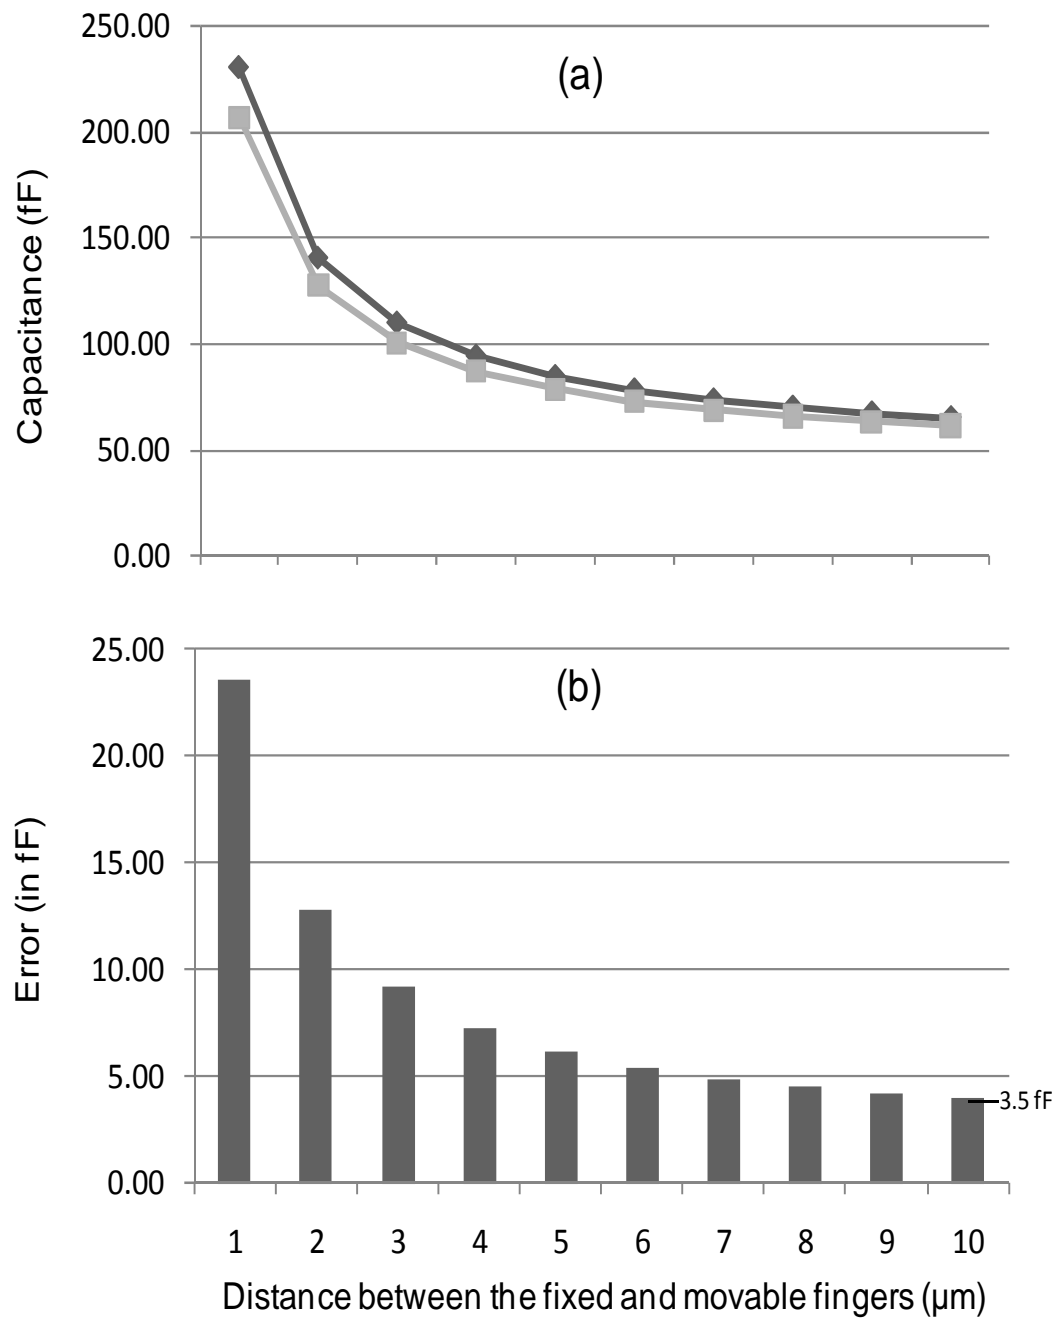 250.00
(a)
200.00
150.00
100.00
50.00
0.00
Capacitance (fF)
25.00
(b)
20.00
15.00
10.00
5.00
3.5 fF
0.00
Error (in fF)
1 2 3 4 5 6 7 8 9 10
Distance between the fixed and movable fingers (μm)